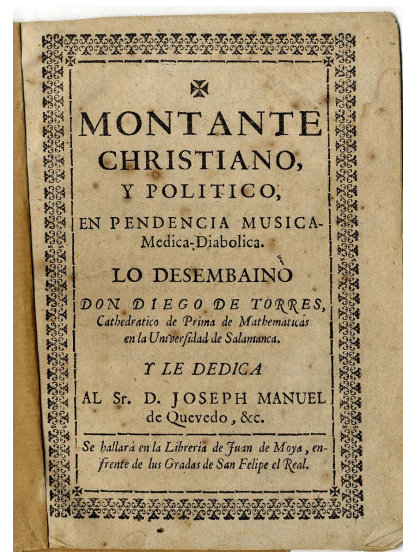 ✠
MONTANTE
CHRISTIANO,
Y POLITICO,
EN PENDENCIA MUSICA-
Medica-Diabolica.
LO DESEMBAINÒ
DON DIEGO DE TORRES,
Cathedratico de Prima de Mathematicas
en la Universidad de Salamanca.
Y LE DEDICA
AL Sr. D. JOSEPH MANUEL
de Quevedo, &c.
Se hallarà en la Libreria de Juan de Moya, en-
frente de lus Gradas de San Felipe el Real.